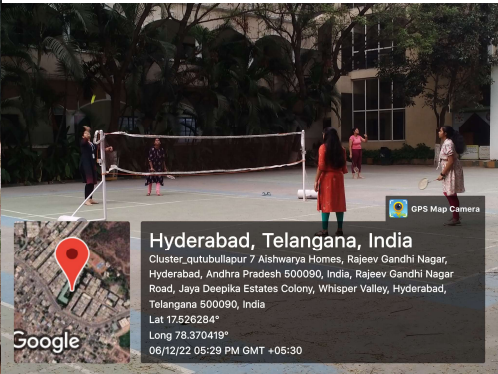 GPS Map Camera
Hyderabad, Telangana, India
Cluster_qutubullapur 7 Aishwarya Homes, Rajeev Gandhi Nagar,
Hyderabad, Andhra Pradesh 500090, India, Rajeev Gandhi Nagar
Road, Jaya Deepika Estates Colony, Whisper Valley, Hyderabad,
Telangana 500090, India
Lat 17.526284°
Long 78.370419°
06/12/22 05:29 PM GMT +05:30
Google